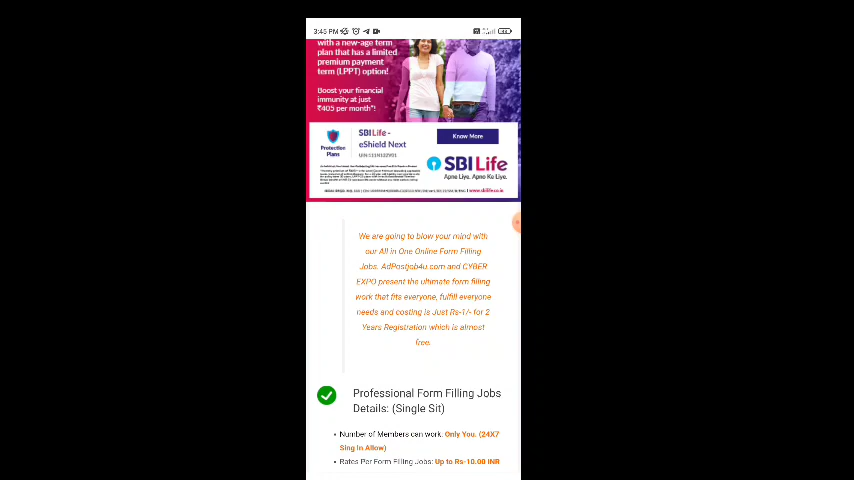 3:45 PM
with a new-age term
plan that has a limited
premium payment
term (LPPT) option!
Boost your financial
immunity at just
₹405 per month*!
Protection
Plans
SBI Life -
eShield Next
Know More
SBI Life
Apne Liye. Apno Ke Liye.
www.sbilife.co.in
We are going to blow your mind with
our All in One Online Form Filling
Jobs. AdPostjob4u.com and CYBER
EXPO present the ultimate form filling
work that fits everyone, fulfill everyone
needs and costing is Just Rs-1/- for 2
Years Registration which is almost
free.
Professional Form Filling Jobs
Details: (Single Sit)
• Number of Members can work: Only You. (24X7
Sing In Allow)
• Rates Per Form Filling Jobs: Up to Rs-10.00 INR